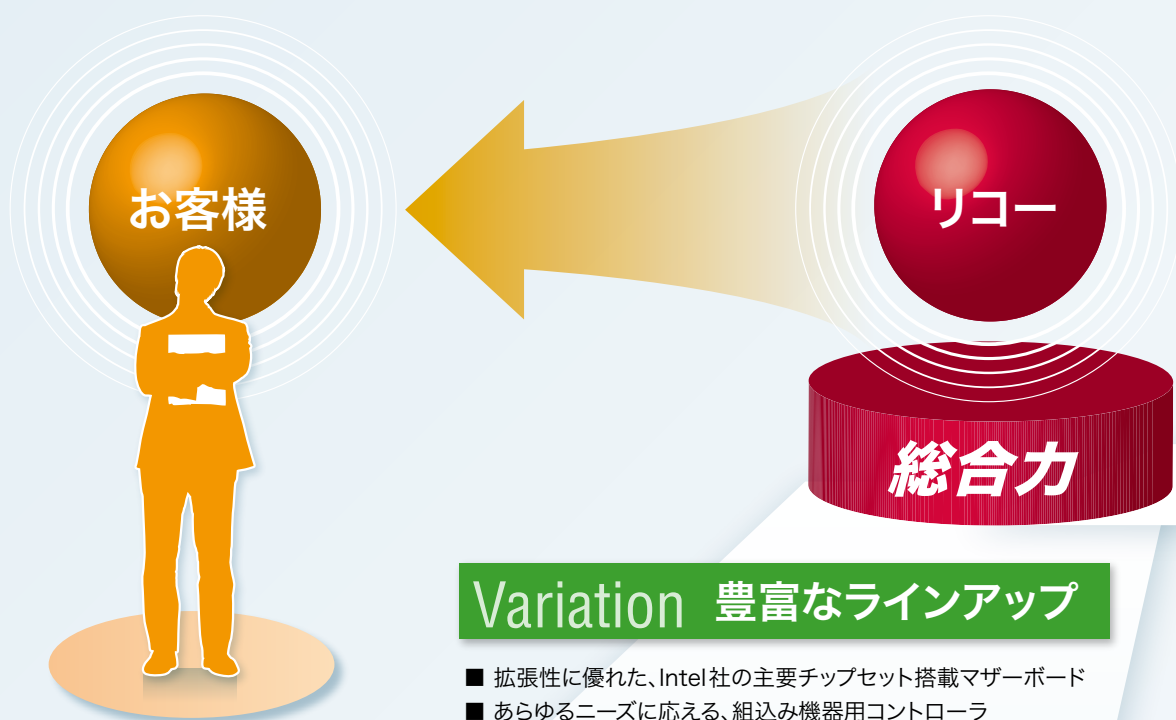 お客様
リコー
総合力
Variation 豊富なラインアップ
■ 拡張性に優れた、Intel社の主要チップセット搭載マザーボード
■ あらゆるニーズに応える、組込み機器用コントローラ